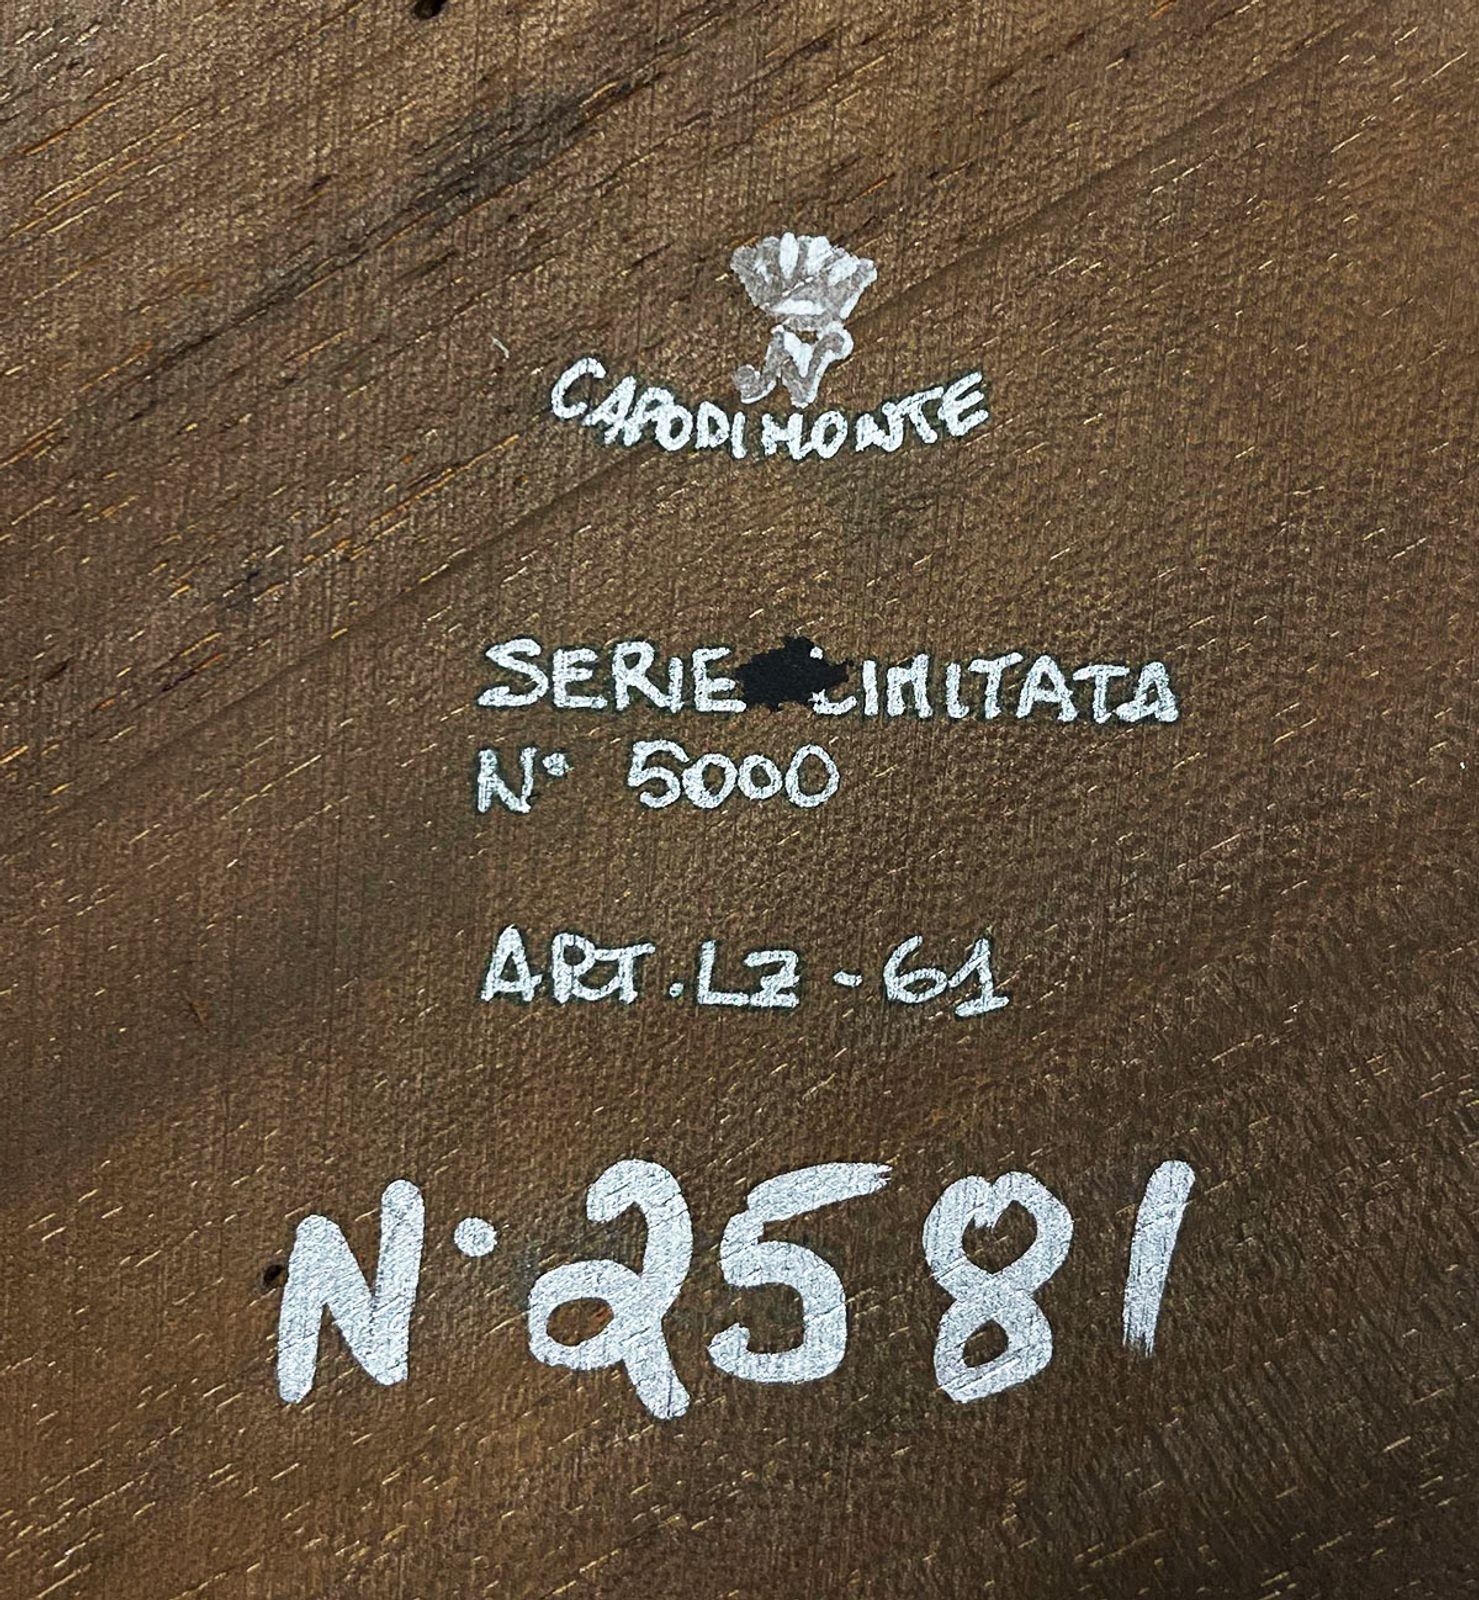 N
CAPODIMONTE
SERIE LIMITATA
N• 5000
ART. LZ - 61
N• 2581